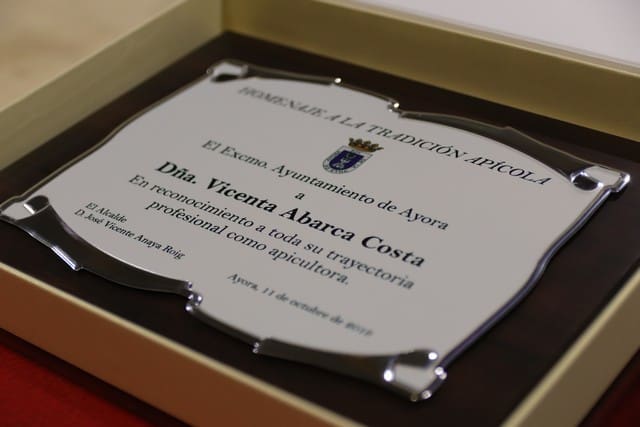 HOMENAJE A LA TRADICIÓN APÍCOLA
El Excmo. Ayuntamiento de Ayora
a
Dña. Vicenta Abarca Costa
En reconocimiento a toda su trayectoria
profesional como apicultora.
El Alcalde
D. José Vicente Anaya Roig
Ayora, 11 de octubre de